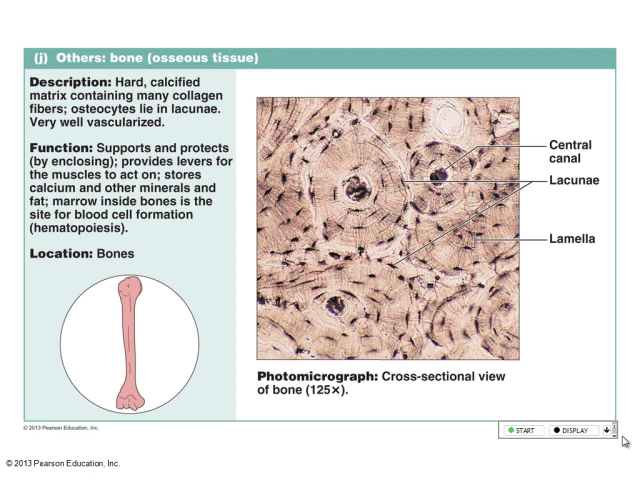 (j) Others: bone (osseous tissue)
Description: Hard, calcified
matrix containing many collagen
fibers; osteocytes lie in lacunae.
Very well vascularized.
Function: Supports and protects
(by enclosing); provides levers for
the muscles to act on; stores
calcium and other minerals and
fat; marrow inside bones is the
site for blood cell formation
(hematopoiesis).
Location: Bones
Central
canal
Lacunae
Lamella
Photomicrograph: Cross-sectional view
of bone (125×).
© 2013 Pearson Education, Inc.
START
DISPLAY
© 2013 Pearson Education, Inc.